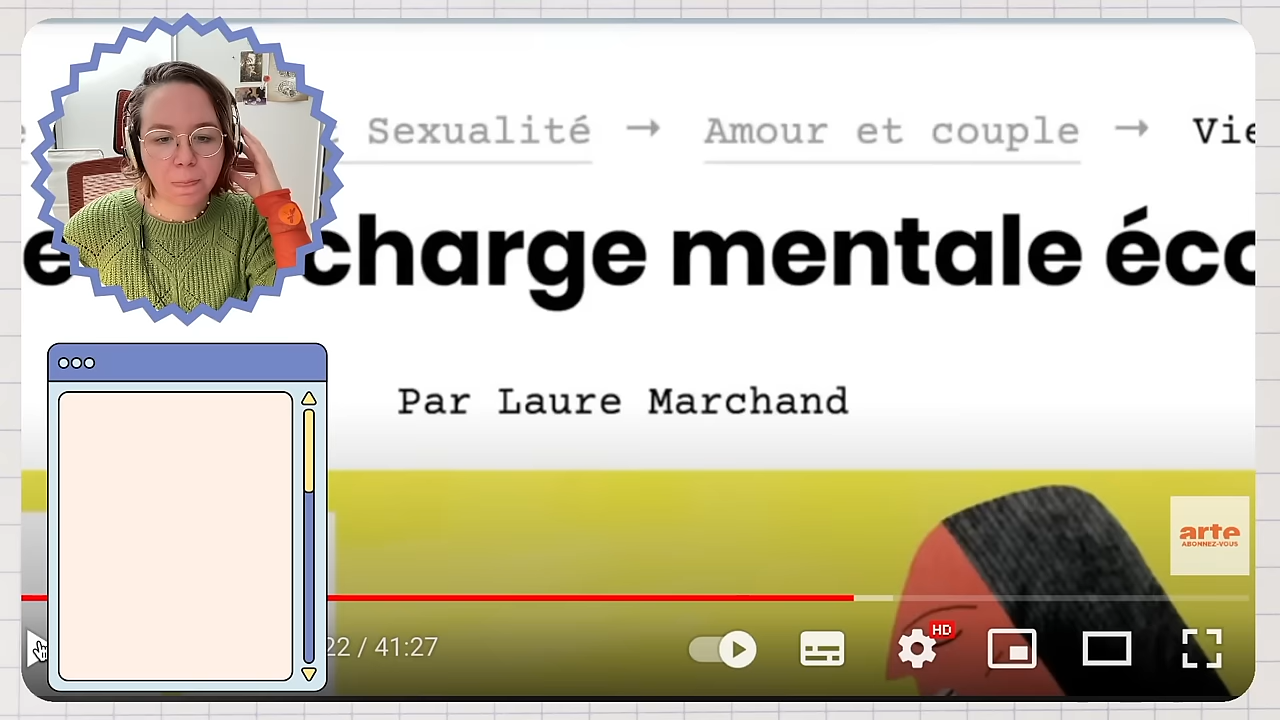 Sexualité → Amour et couple → Vie
charge mentale éco
Par Laure Marchand
arte
ABONNEZ-VOUS
HD
22 / 41:27